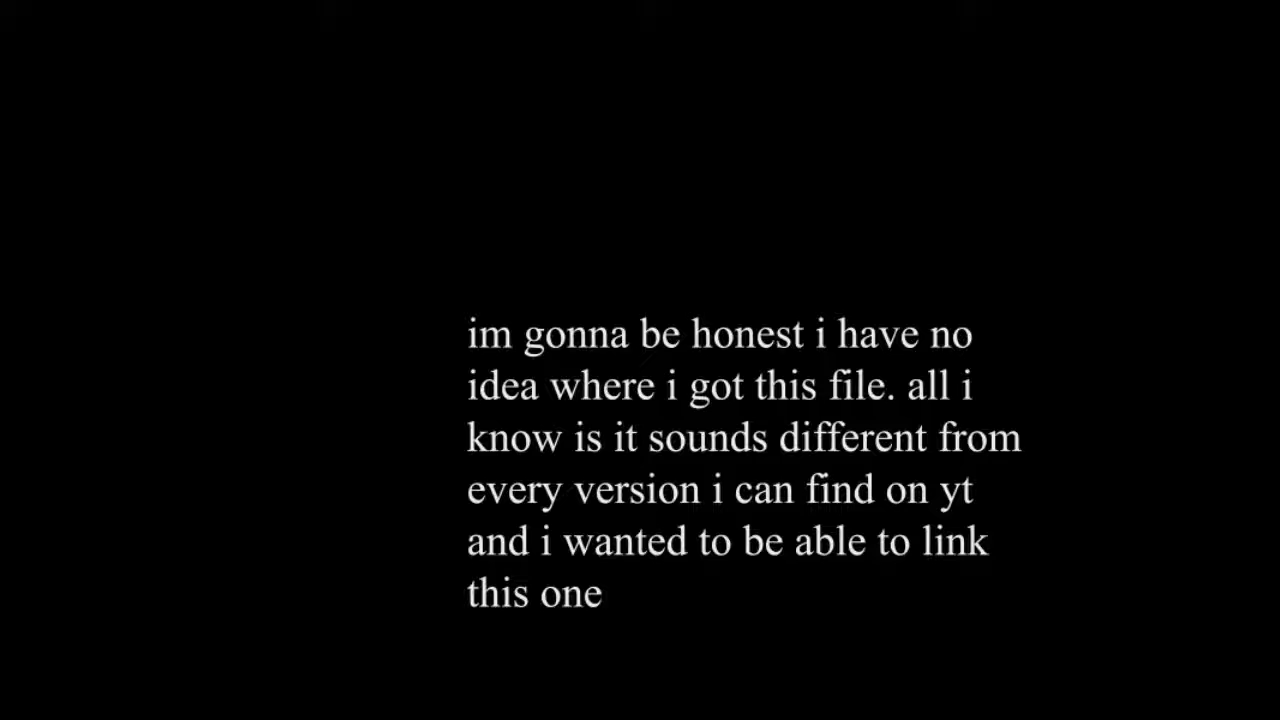 im gonna be honest i have no
idea where i got this file. all i
know is it sounds different from
every version i can find on yt
and i wanted to be able to link
this one